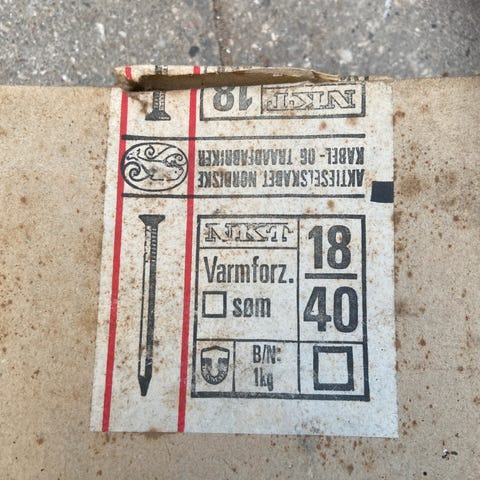 18 NKT
AKTIESELSKABET NORDISKE
KABEL- OG TRAADFABRIKER
NKT
18
40
Varmforz.
søm
B/N:
1kg